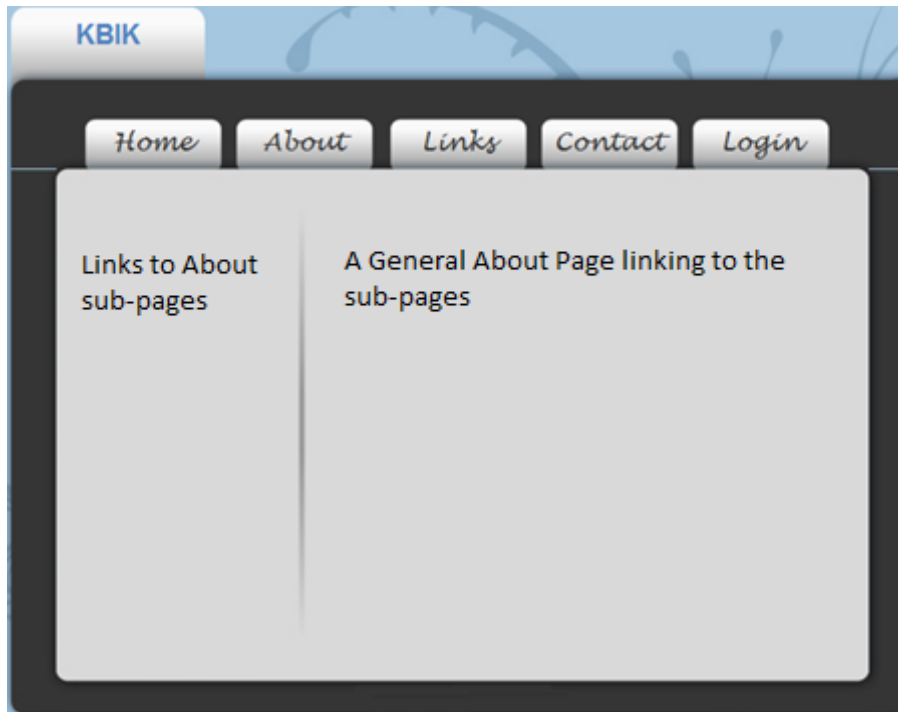 KBIK
Home About Links Contact Login
Links to About
sub-pages
A General About Page linking to the
sub-pages